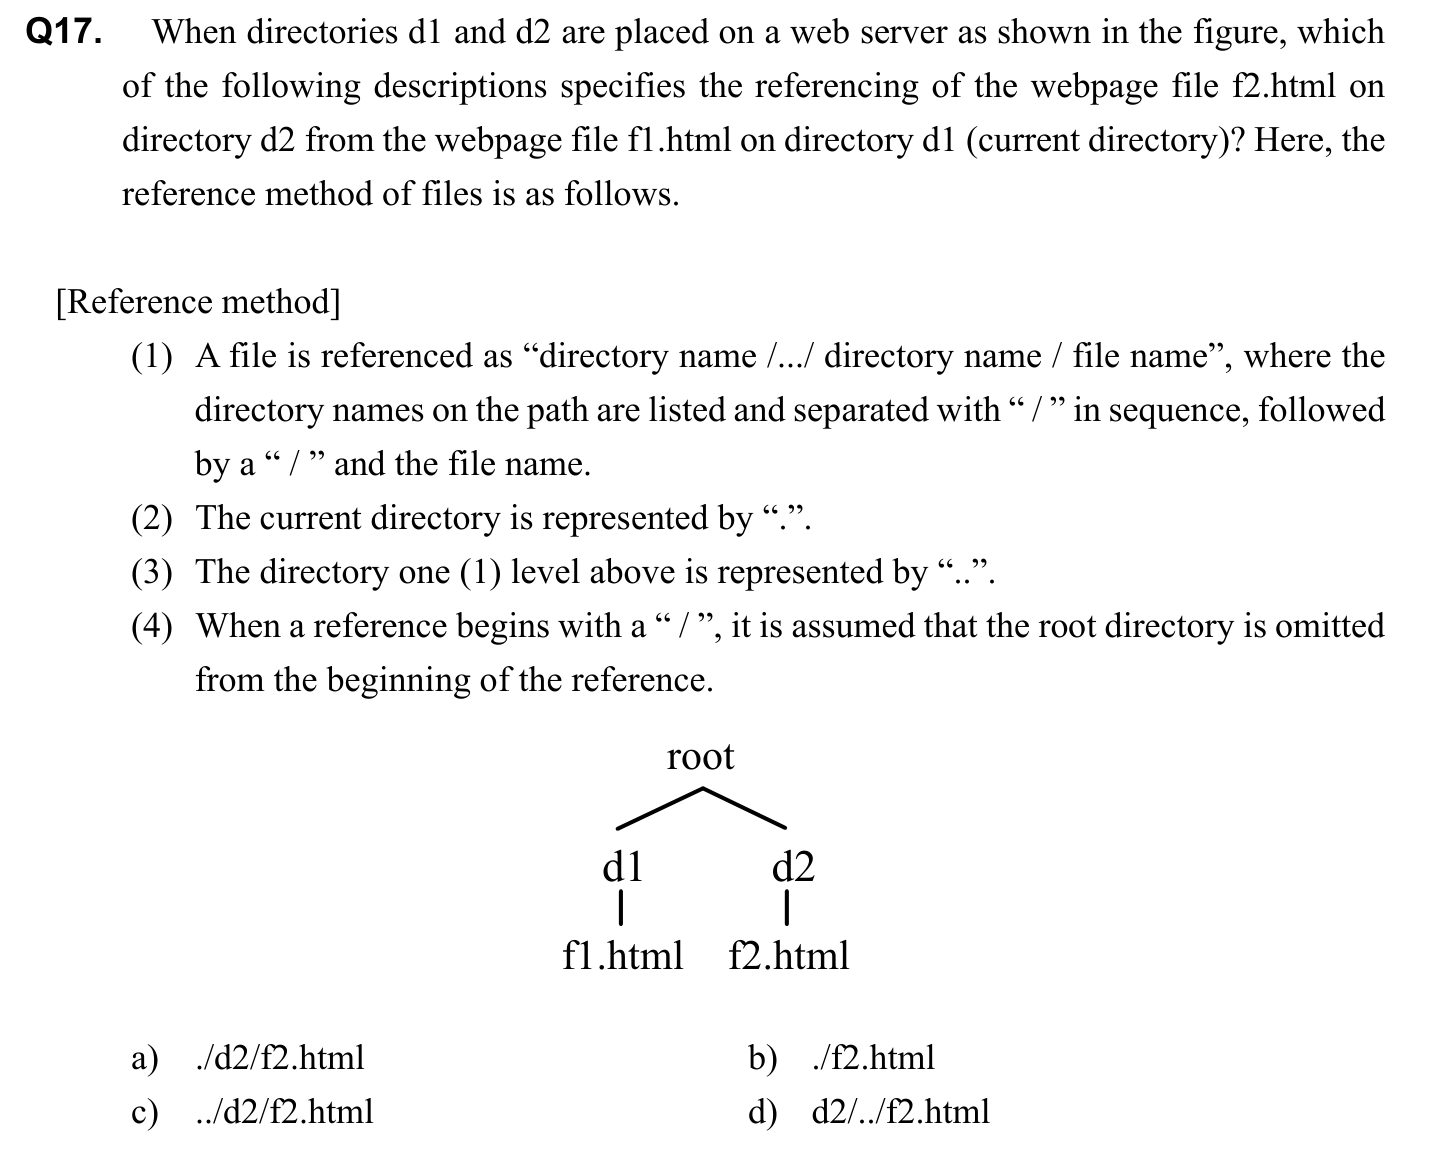 Q17. When directories d1 and d2 are placed on a web server as shown in the figure, which
of the following descriptions specifies the referencing of the webpage file f2.html on
directory d2 from the webpage file f1.html on directory d1 (current directory)? Here, the
reference method of files is as follows.
[Reference method]
(1) A file is referenced as “directory name /.../ directory name / file name”, where the
directory names on the path are listed and separated with “ / ” in sequence, followed
by a “ / ” and the file name.
(2) The current directory is represented by “.”.
(3) The directory one (1) level above is represented by “..”.
(4) When a reference begins with a “ / ”, it is assumed that the root directory is omitted
from the beginning of the reference.
root
d1 d2
f1.html f2.html
a) ./d2/f2.html b) ./f2.html
c) ../d2/f2.html d) d2/../f2.html